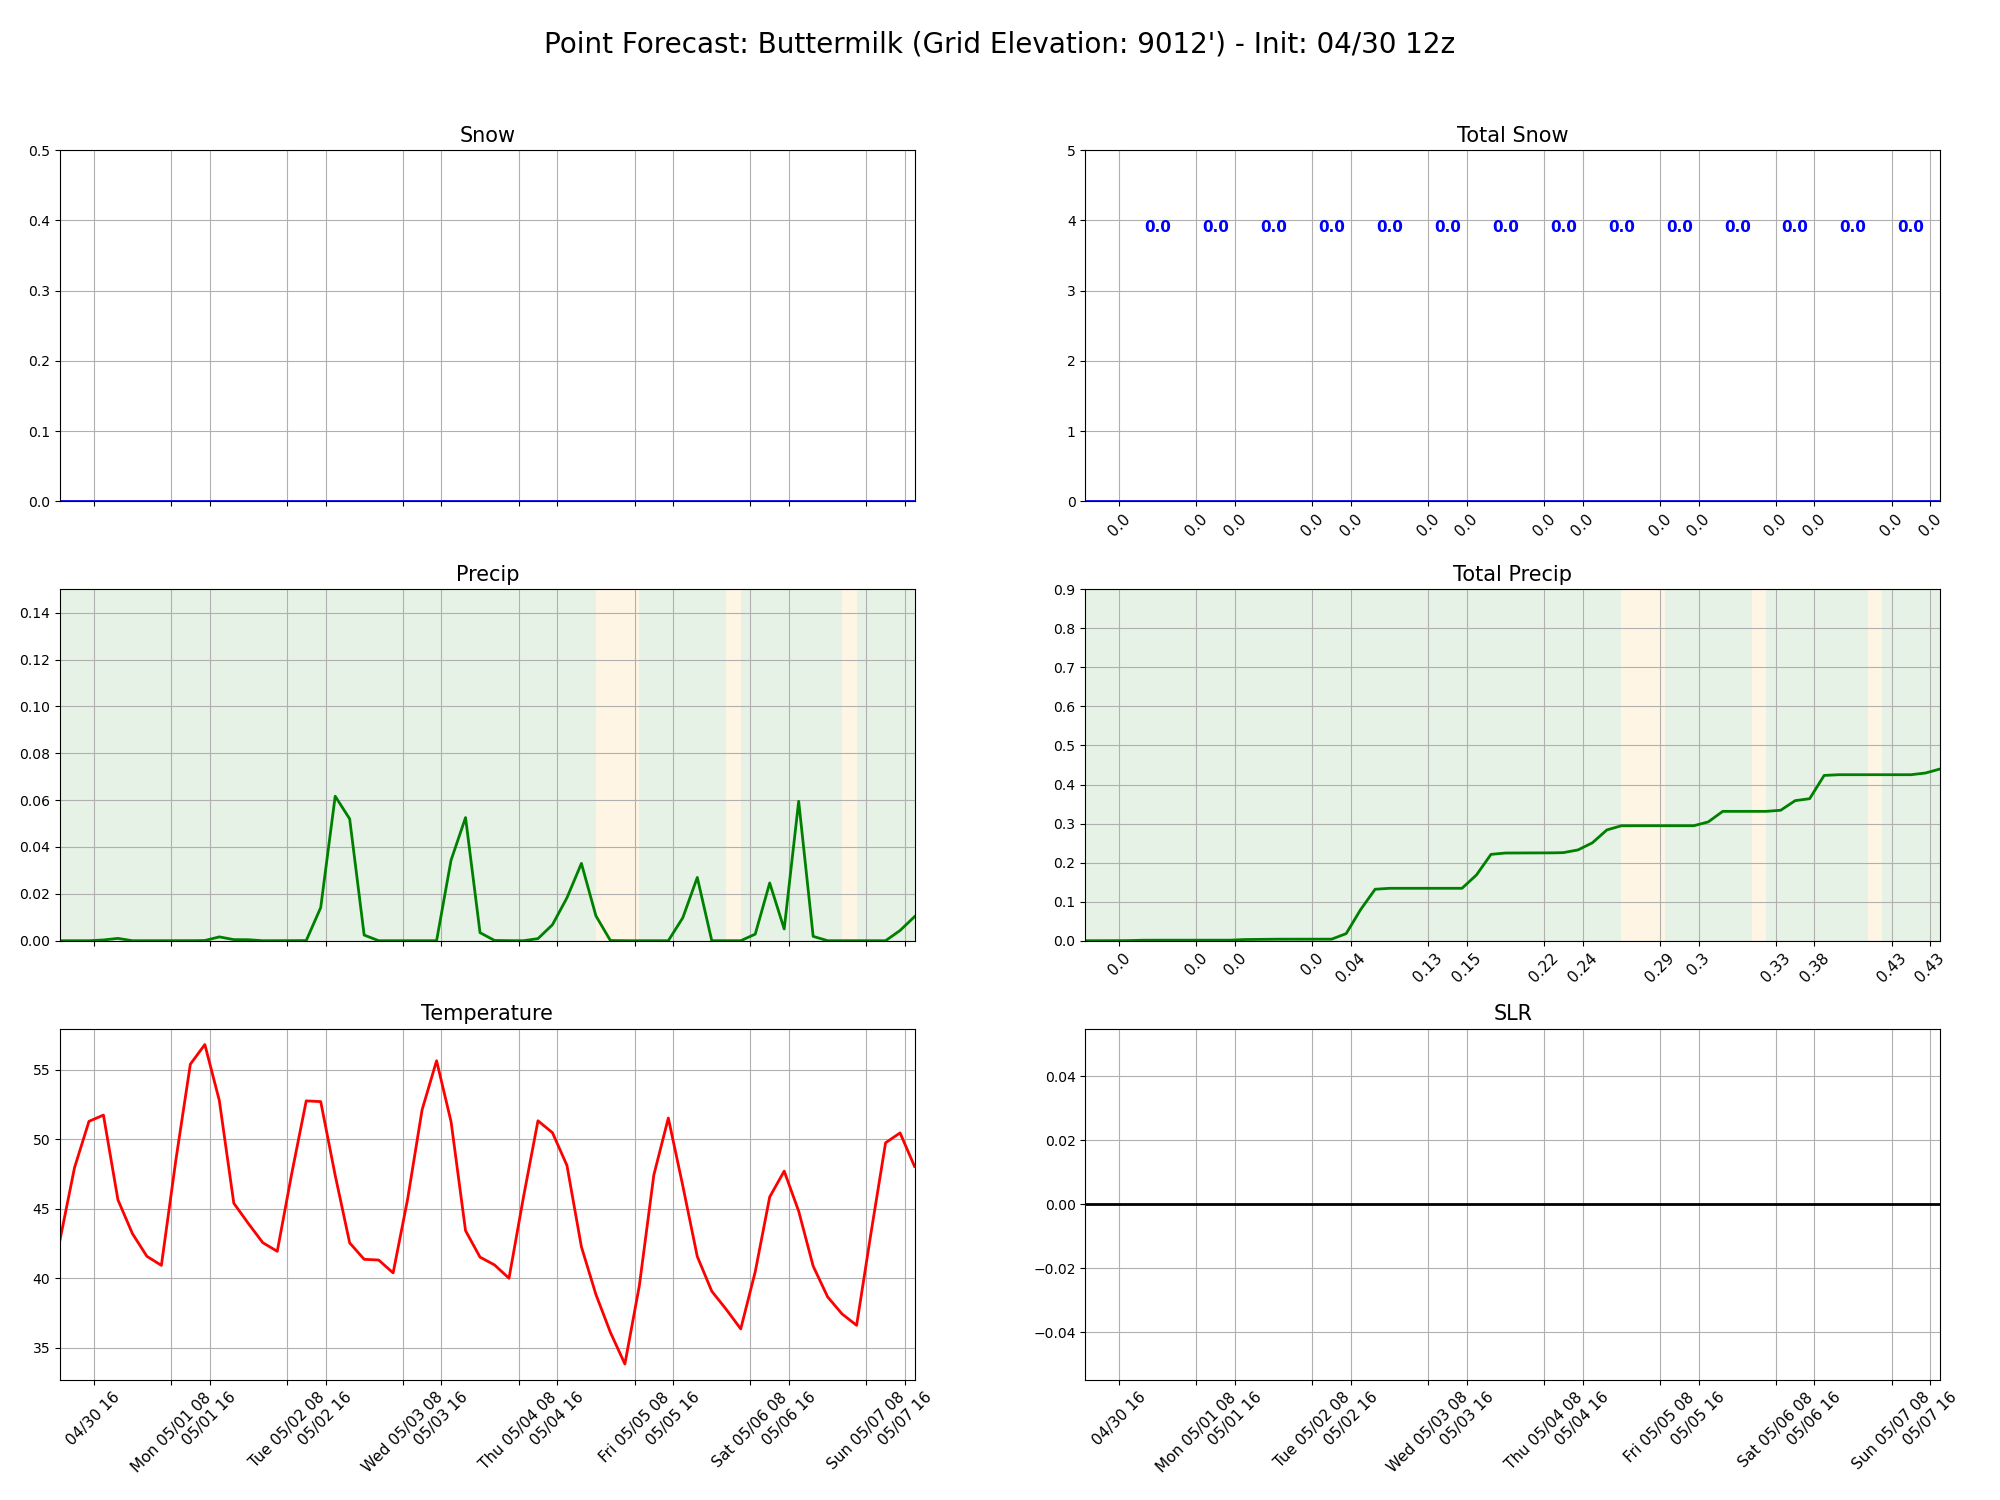 Point Forecast: Buttermilk (Grid Elevation: 9012') - Init: 04/30 12z
Snow
0.5
0.4
0.3
0.2
0.1
0.0
Total Snow
5
4
3
2
1
0
0.0 0.0 0.0 0.0 0.0 0.0 0.0 0.0 0.0 0.0 0.0 0.0 0.0 0.0
0.0 0.0 0.0 0.0 0.0 0.0 0.0 0.0 0.0 0.0 0.0 0.0 0.0 0.0 0.0
Precip
0.14
0.12
0.10
0.08
0.06
0.04
0.02
0.00
Total Precip
0.9
0.8
0.7
0.6
0.5
0.4
0.3
0.2
0.1
0.0
0.0 0.0 0.0 0.0 0.04 0.13 0.15 0.22 0.24 0.29 0.3 0.33 0.38 0.43 0.43
Temperature
55
50
45
40
35
04/30 16
Mon 05/01 08
05/01 16
Tue 05/02 08
05/02 16
Wed 05/03 08
05/03 16
Thu 05/04 08
05/04 16
Fri 05/05 08
05/05 16
Sat 05/06 08
05/06 16
Sun 05/07 08
05/07 16
SLR
0.04
0.02
0.00
−0.02
−0.04
04/30 16
Mon 05/01 08
05/01 16
Tue 05/02 08
05/02 16
Wed 05/03 08
05/03 16
Thu 05/04 08
05/04 16
Fri 05/05 08
05/05 16
Sat 05/06 08
05/06 16
Sun 05/07 08
05/07 16